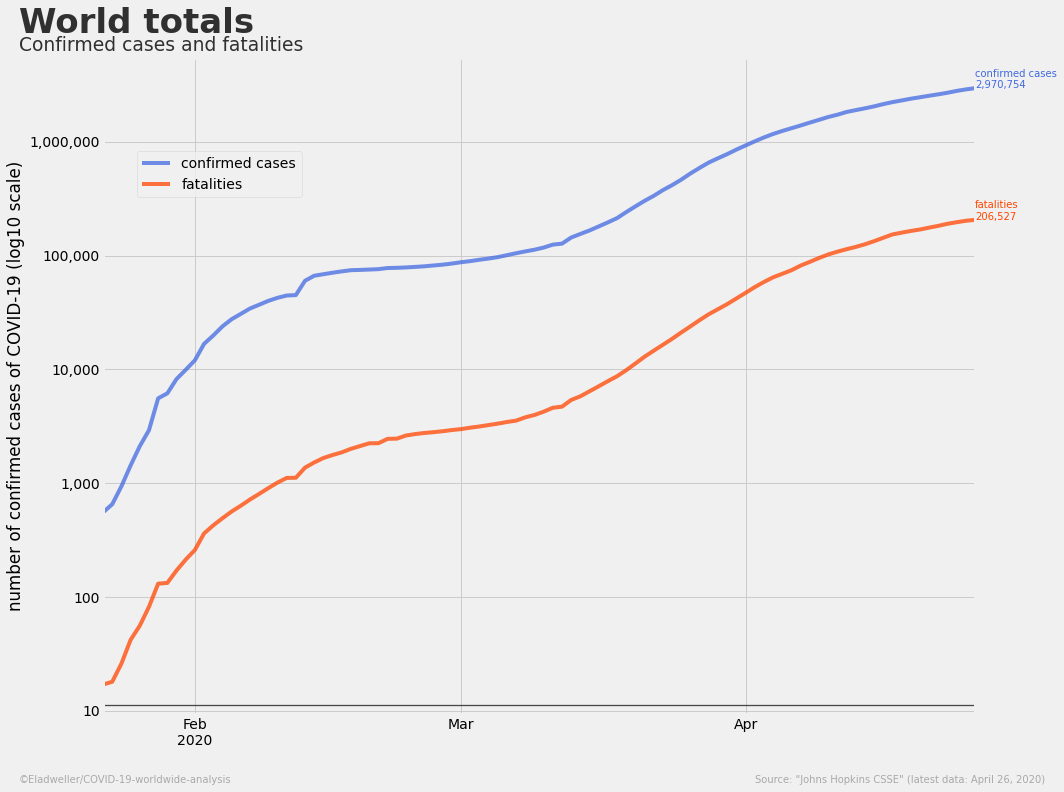 World totals
Confirmed cases and fatalities
confirmed cases
2,970,754
1,000,000
confirmed cases
fatalities
fatalities
206,527
100,000
10,000
1,000
100
10
number of confirmed cases of COVID-19 (log10 scale)
Feb
2020
Mar
Apr
©Eladweller/COVID-19-worldwide-analysis
Source: "Johns Hopkins CSSE" (latest data: April 26, 2020)